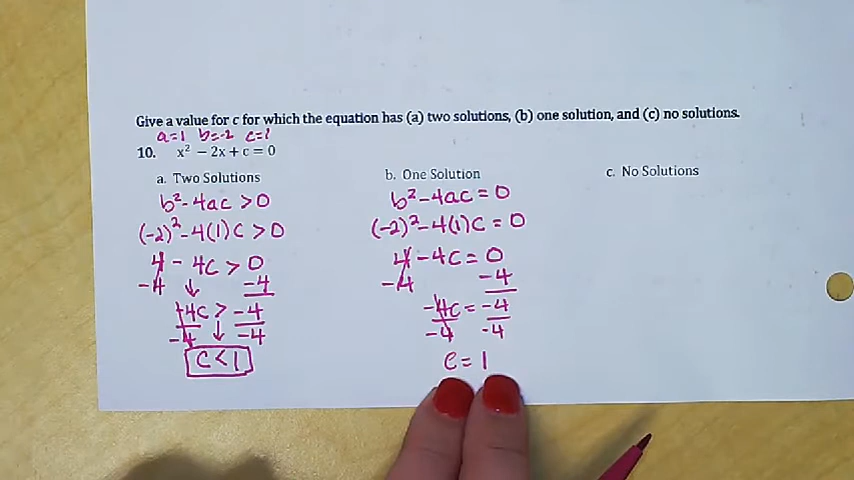 Give a value for c for which the equation has (a) two solutions, (b) one solution, and (c) no solutions.
a=1 b=-2 c=1
10. x² − 2x + c = 0
a. Two Solutions
b²-4ac > 0
(-2)²-4(1)c > 0
4 - 4c > 0
-4 ↓ -4
-4c > -4
-4 ↓ -4
c < 1
b. One Solution
b²-4ac = 0
(-2)²-4(1)c = 0
4 -4c = 0
-4 -4
-4c = -4
-4 -4
c = 1
c. No Solutions